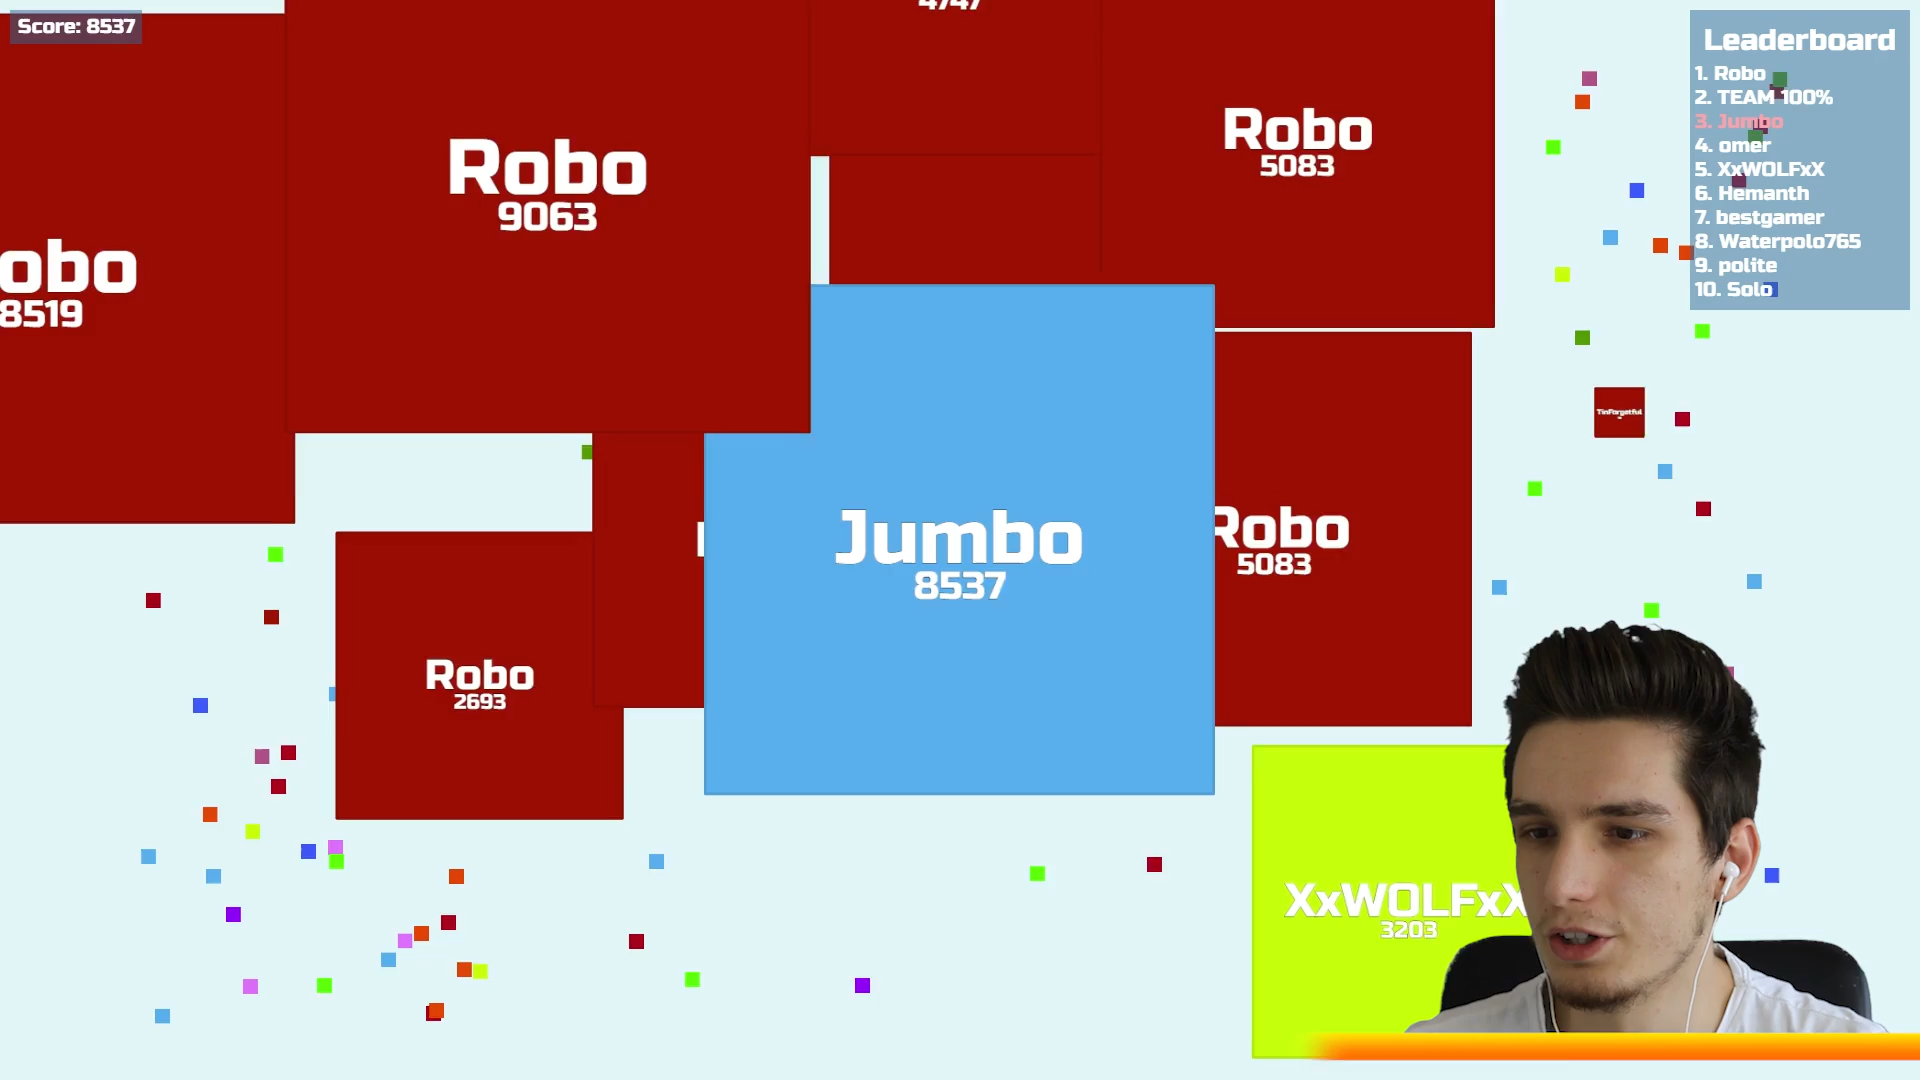 Score: 8537
4747
Leaderboard
1. Robo
2. TEAM 100%
3. Jumbo
4. omer
5. XxWOLFxX
6. Hemanth
7. bestgamer
8. Waterpolo765
9. polite
10. Solo
Robo
5083
Robo
9063
obo
8519
TinForgetful
Robo
5083
Jumbo
8537
Robo
2693
XxWOLFxX
3203